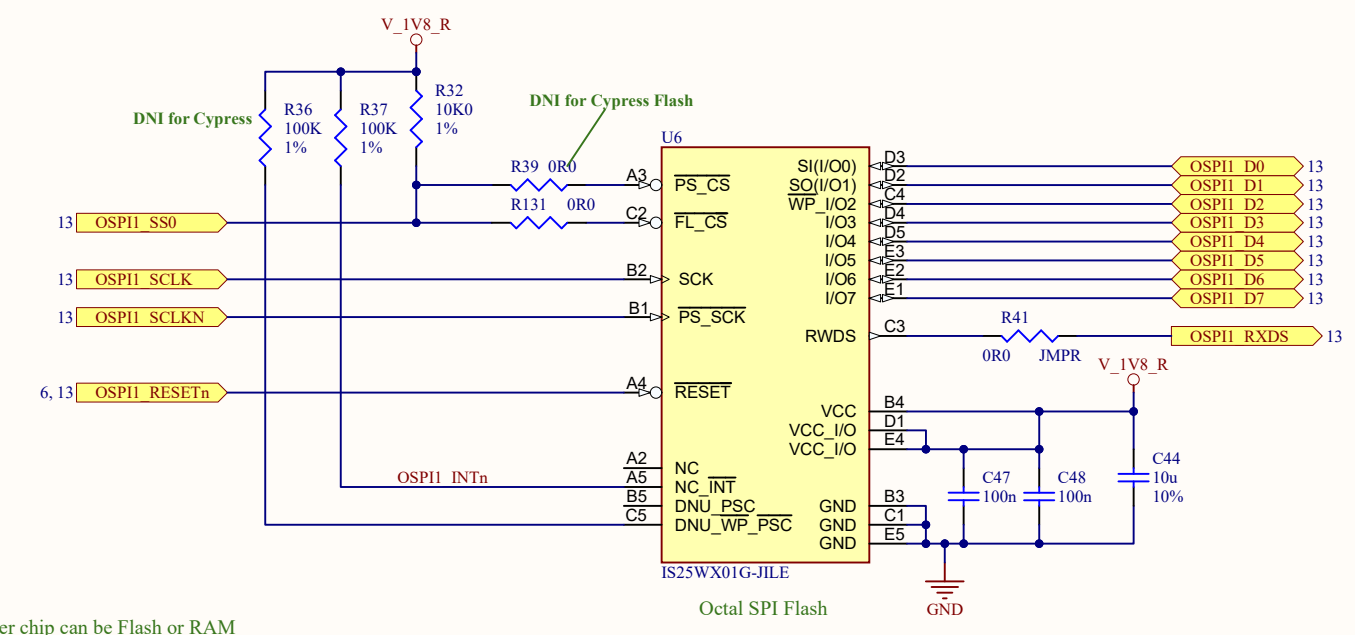 V_1V8_R
DNI for Cypress
R36
100K
1%
R37
100K
1%
R32
10K0
1%
DNI for Cypress Flash
U6
R39 0R0
A3
PS_CS
R131 0R0
13 OSPI1_SS0
C2
FL_CS
13 OSPI1_SCLK
B2
SCK
13 OSPI1_SCLKN
B1
PS_SCK
6, 13 OSPI1_RESETn
A4
RESET
A2
NC
OSPI1_INTn
A5
NC_INT
B5
DNU_PSC
C5
DNU_WP_PSC
SI(I/O0)
D3
OSPI1_D0 13
SO(I/O1)
D2
OSPI1_D1 13
WP_I/O2
C4
OSPI1_D2 13
I/O3
D4
OSPI1_D3 13
I/O4
D5
OSPI1_D4 13
I/O5
E3
OSPI1_D5 13
I/O6
E2
OSPI1_D6 13
I/O7
E1
OSPI1_D7 13
RWDS
C3
R41
0R0 JMPR
OSPI1_RXDS 13
V_1V8_R
VCC
B4
VCC_I/O
D1
VCC_I/O
E4
C47
100n
C48
100n
C44
10u
10%
GND
B3
GND
C1
GND
E5
GND
IS25WX01G-JILE
Octal SPI Flash
er chip can be Flash or RAM